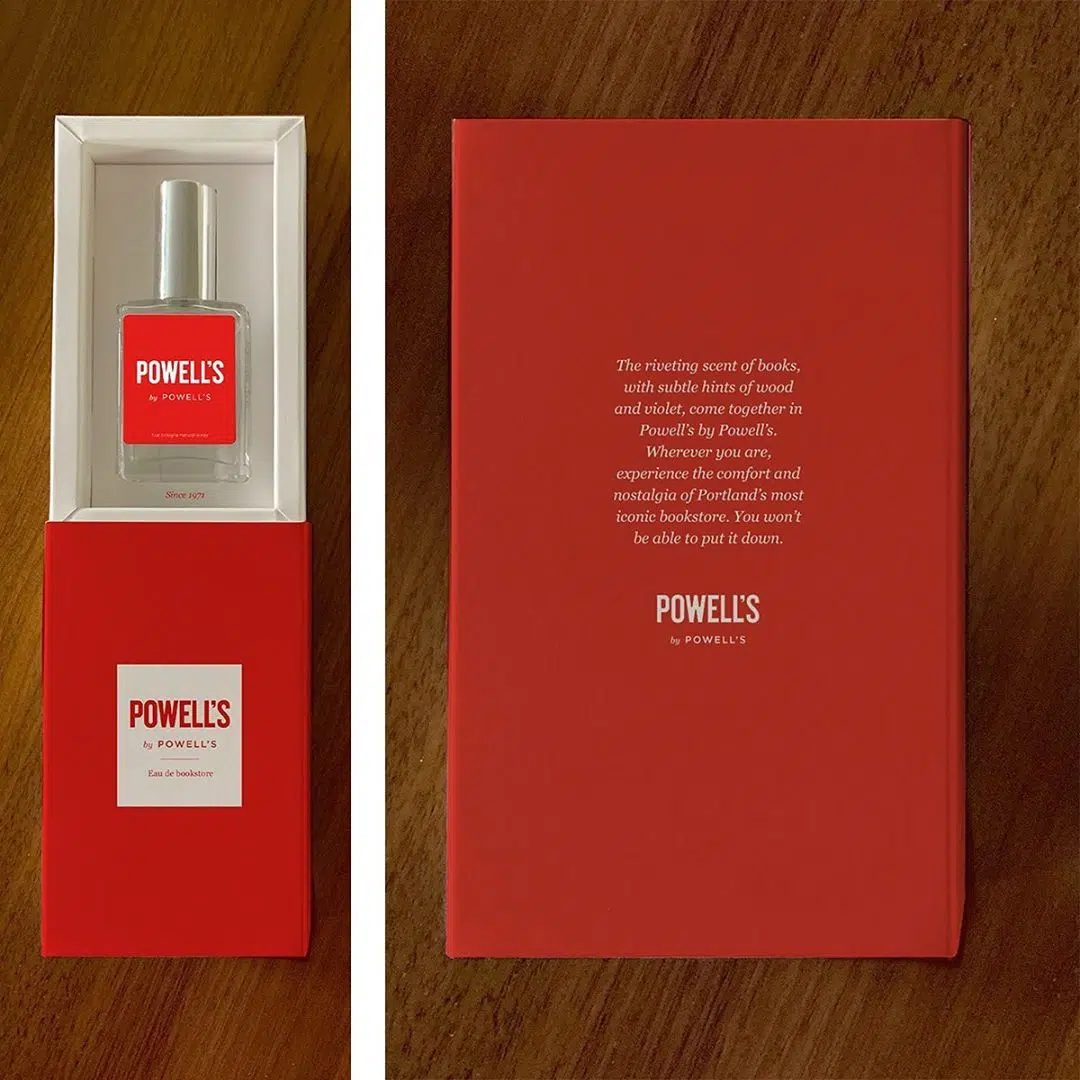 POWELL'S
by POWELL'S
Since 1971
POWELL'S
by POWELL'S
Eau de bookstore
The riveting scent of books,
with subtle hints of wood
and violet, come together in
Powell's by Powell's.
Wherever you are,
experience the comfort and
nostalgia of Portland's most
iconic bookstore. You won't
be able to put it down.
POWELL'S
by POWELL'S